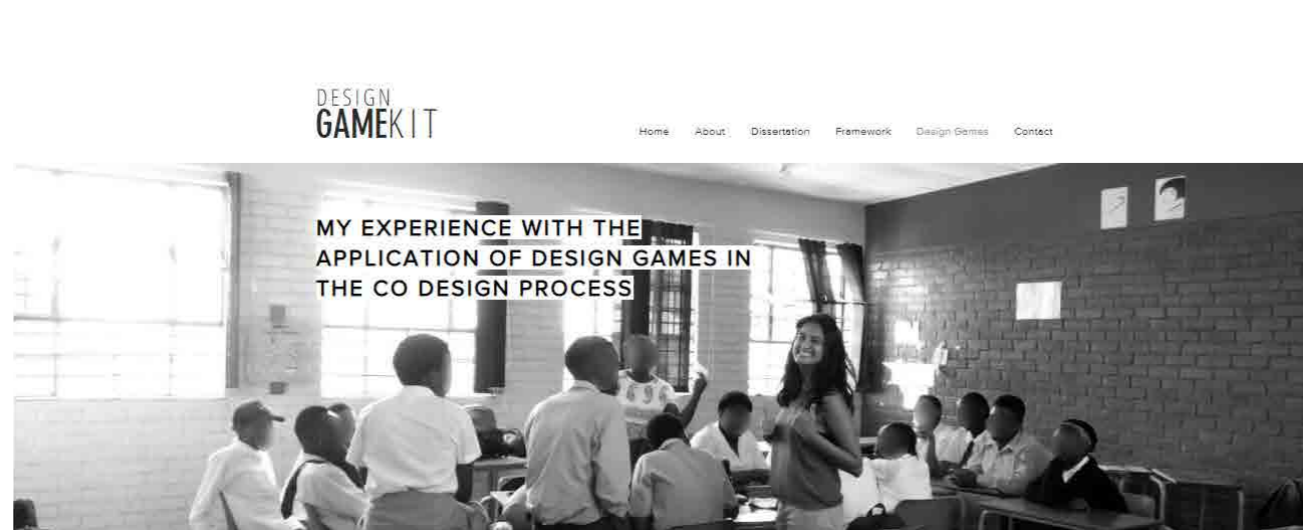 DESIGN
GAMEKIT
Home About Dissertation Framework Design Games Contact
MY EXPERIENCE WITH THE
APPLICATION OF DESIGN GAMES IN
THE CO DESIGN PROCESS